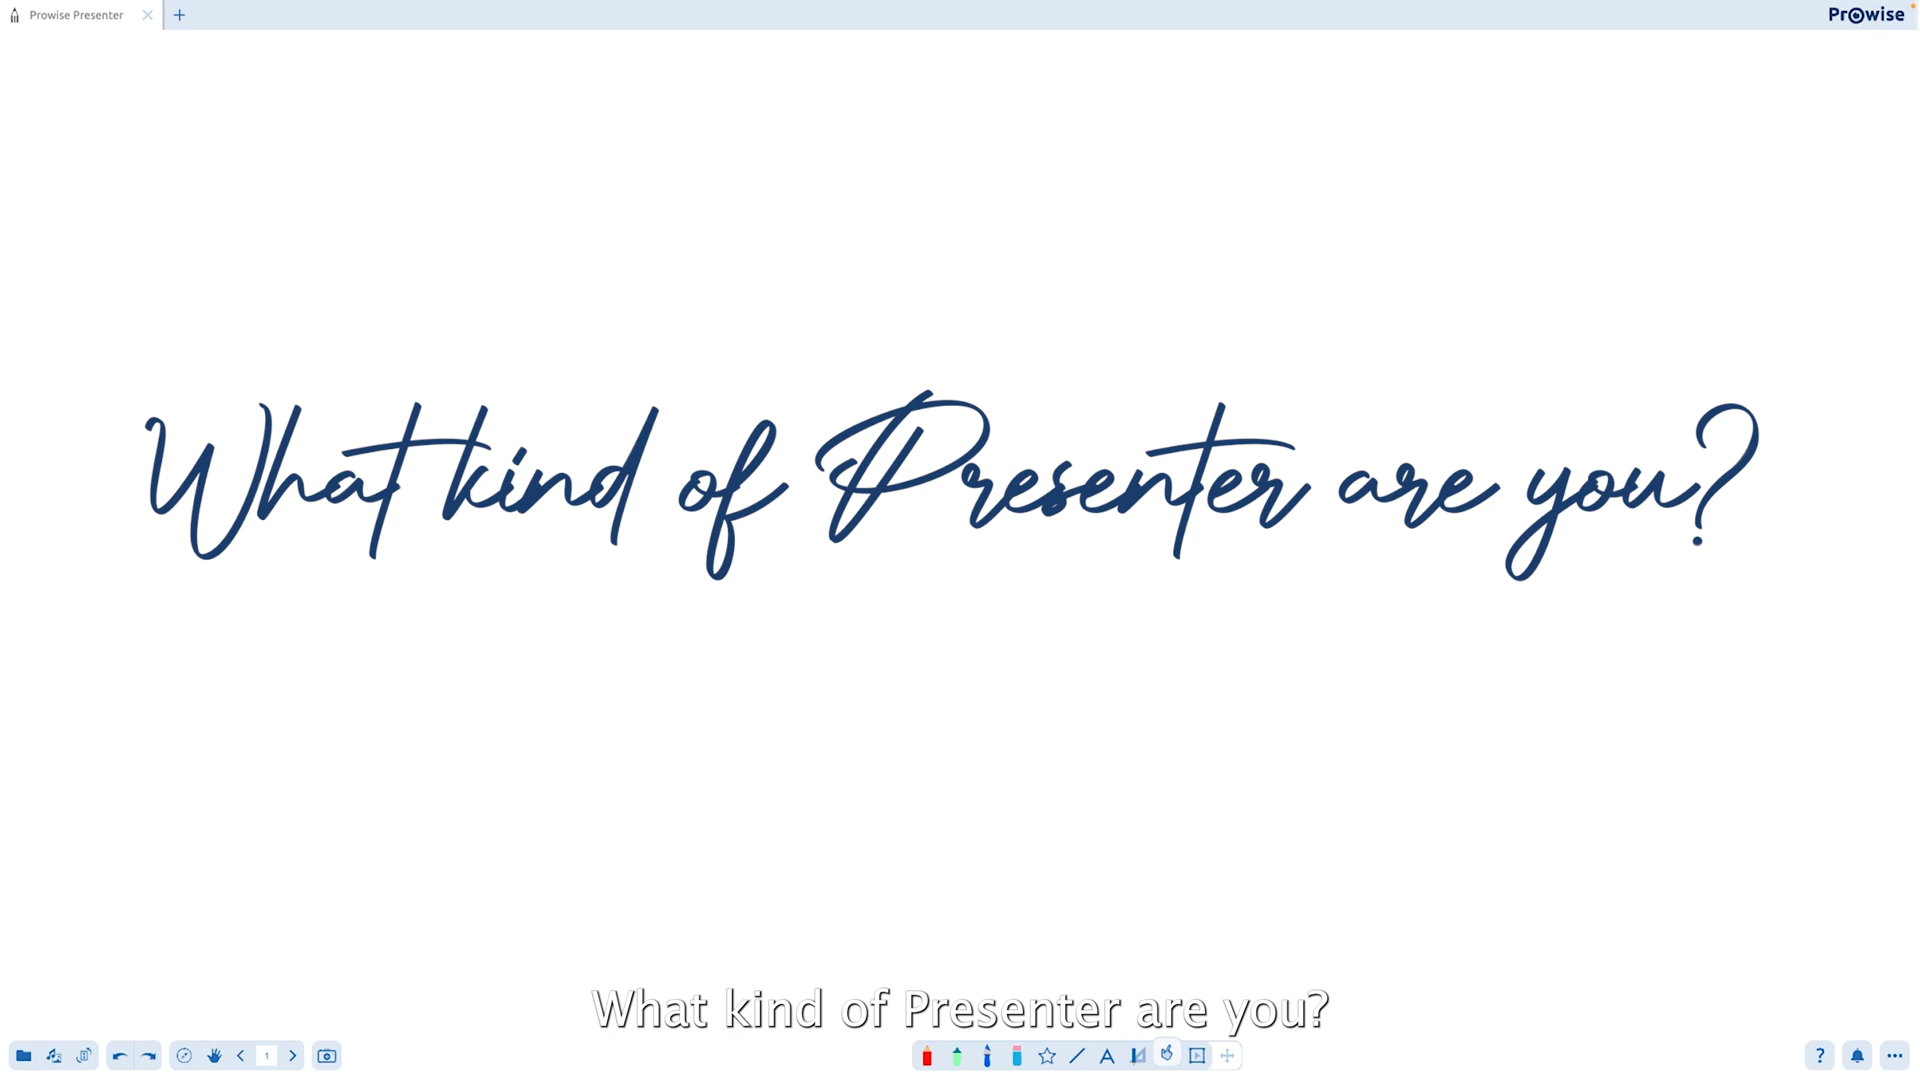 Prowise Presenter
Prowise
What kind of Presenter are you?
What kind of Presenter are you?
1